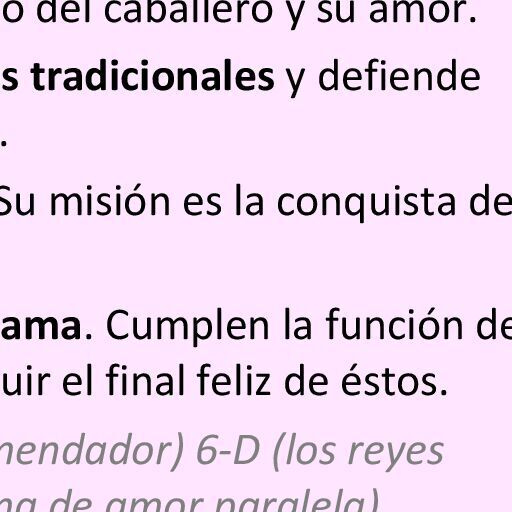 o del caballero y su amor.
s tradicionales y defiende
.
Su misión es la conquista de
ama. Cumplen la función de
uir el final feliz de éstos.
mendador) 6-D (los reyes
ma de amor paralela)